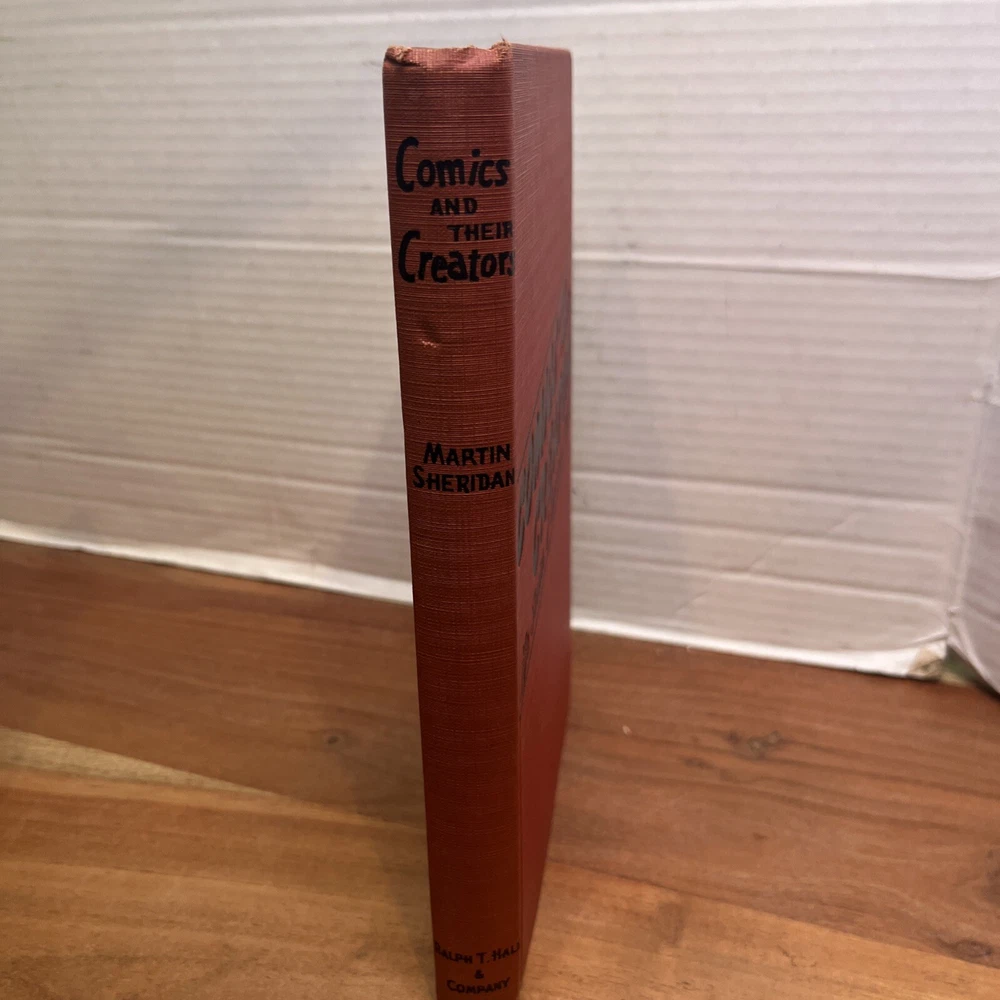 Comics
AND
THEIR
Creators
MARTIN
SHERIDAN
RALPH T. HALE
&
COMPANY